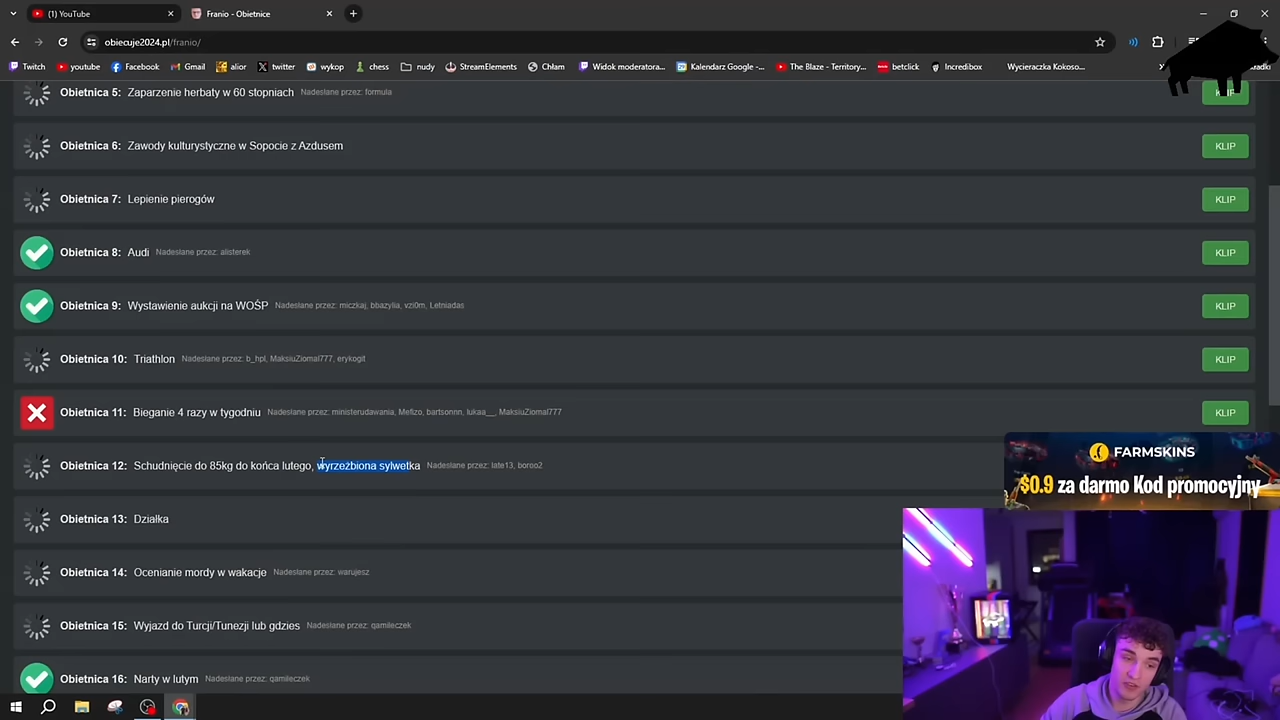 (1) YouTube
Franio - Obietnice
obiecuje2024.pl/franio/
Twitch youtube Facebook Gmail alior twitter wykop chess nudy StreamElements Chłam Widok moderatora... Kalendarz Google -... The Blaze - Territory... betclick Incredibox Wycieraczka Kokoso...
Obietnica 5: Zaparzenie herbaty w 60 stopniach Nadesłane przez: formula
Obietnica 6: Zawody kulturystyczne w Sopocie z Azdusem KLIP
Obietnica 7: Lepienie pierogów KLIP
Obietnica 8: Audi Nadesłane przez: alisterek KLIP
Obietnica 9: Wystawienie aukcji na WOŚP Nadesłane przez: miczkaj, bbazylia, vzi0m, Letniadas KLIP
Obietnica 10: Triathlon Nadesłane przez: b_hpl, MaksiuZiomal777, erykogit KLIP
Obietnica 11: Bieganie 4 razy w tygodniu Nadesłane przez: ministerudawania, Mefizo, bartsonnn, lukaa__, MaksiuZiomal777 KLIP
Obietnica 12: Schudnięcie do 85kg do końca lutego, wyrzeźbiona sylwetka Nadesłane przez: late13, boroo2
FARMSKINS
$0.9 za darmo Kod promocyjny
Obietnica 13: Działka
Obietnica 14: Ocenianie mordy w wakacje Nadesłane przez: warujesz
Obietnica 15: Wyjazd do Turcji/Tunezji lub gdzies Nadesłane przez: qamileczek
Obietnica 16: Narty w lutym Nadesłane przez: qamileczek